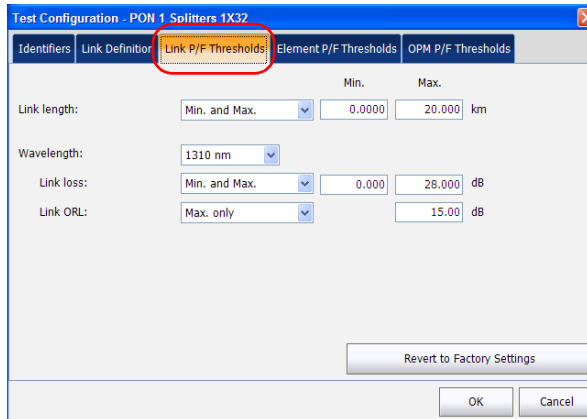 Test Configuration - PON 1 Splitters 1X32
Identifiers Link Definition Link P/F Thresholds Element P/F Thresholds OPM P/F Thresholds
Min. Max.
Link length: Min. and Max. 0.0000 20.000 km
Wavelength: 1310 nm
Link loss: Min. and Max. 0.000 28.000 dB
Link ORL: Max. only 15.00 dB
Revert to Factory Settings
OK Cancel